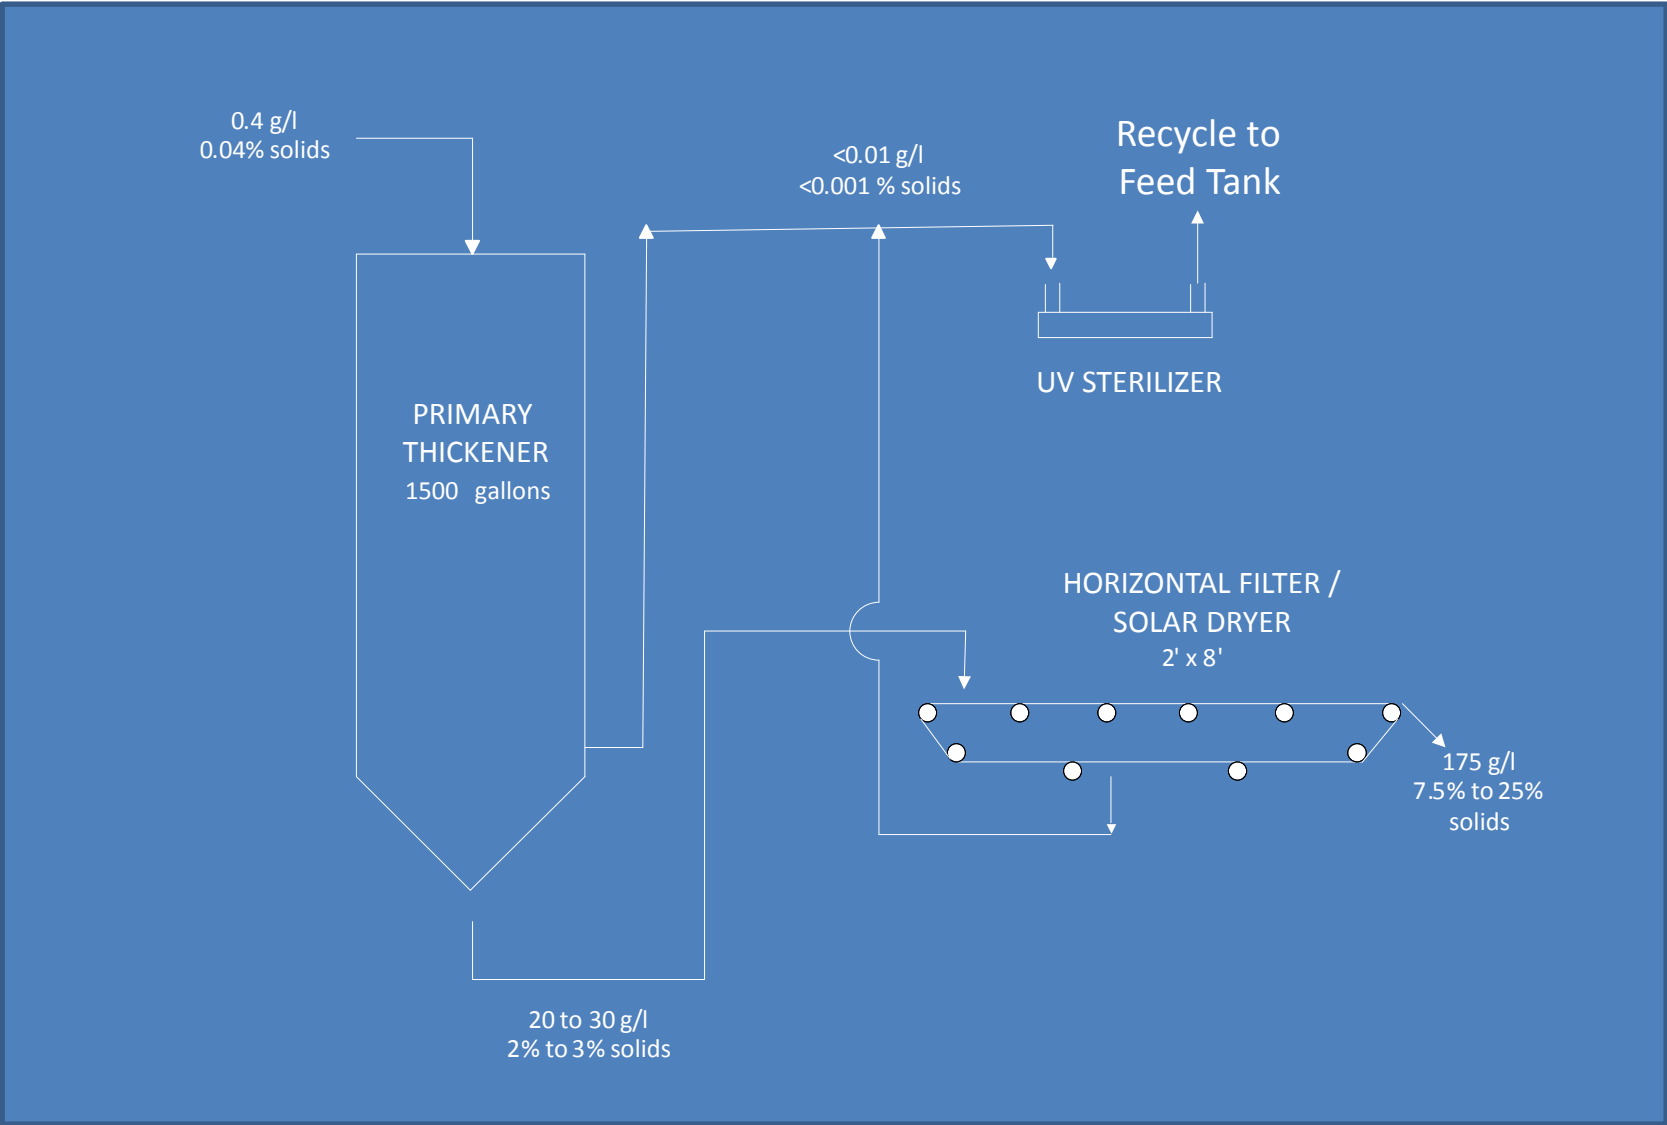 0.4 g/l
0.04% solids
<0.01 g/l
<0.001 % solids
Recycle to
Feed Tank
UV STERILIZER
PRIMARY
THICKENER
1500 gallons
HORIZONTAL FILTER /
SOLAR DRYER
2' x 8'
175 g/l
7.5% to 25%
solids
20 to 30 g/l
2% to 3% solids